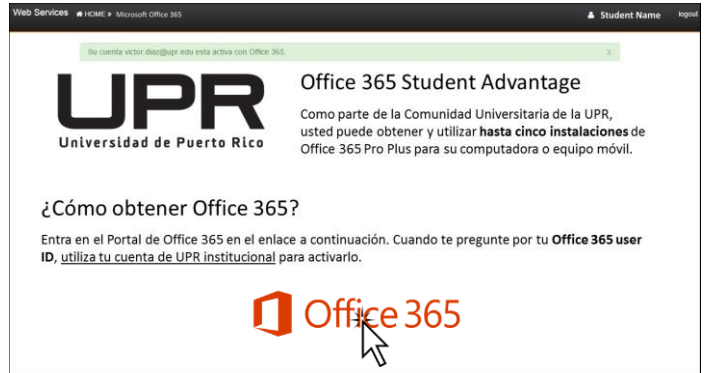 Web Services HOME > Microsoft Office 365 Student Name logout
Su cuenta victor.diaz@upr.edu esta activa con Office 365. X
UPR
Universidad de Puerto Rico
Office 365 Student Advantage
Como parte de la Comunidad Universitaria de la UPR,
usted puede obtener y utilizar hasta cinco instalaciones de
Office 365 Pro Plus para su computadora o equipo móvil.
¿Cómo obtener Office 365?
Entra en el Portal de Office 365 en el enlace a continuación. Cuando te pregunte por tu Office 365 user
ID, utiliza tu cuenta de UPR institucional para activarlo.
Office 365